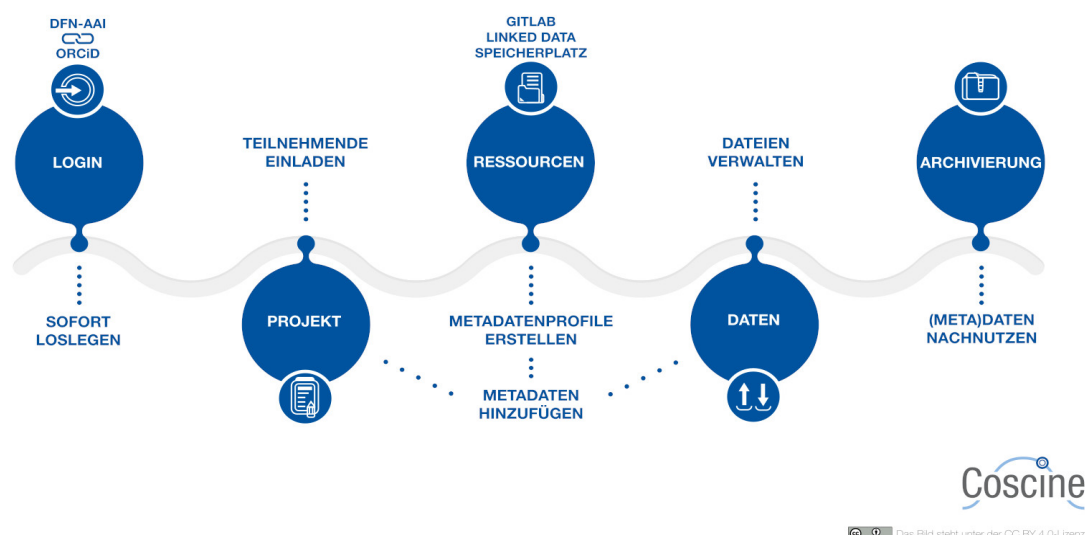 DFN-AAI
ORCiD
LOGIN
SOFORT
LOSLEGEN
TEILNEHMENDE
EINLADEN
PROJEKT
GITLAB
LINKED DATA
SPEICHERPLATZ
RESSOURCEN
METADATENPROFILE
ERSTELLEN
METADATEN
HINZUFÜGEN
DATEIEN
VERWALTEN
DATEN
ARCHIVIERUNG
(META)DATEN
NACHNUTZEN
Coscine
Das Bild steht unter der CC BY 4.0-Lizenz